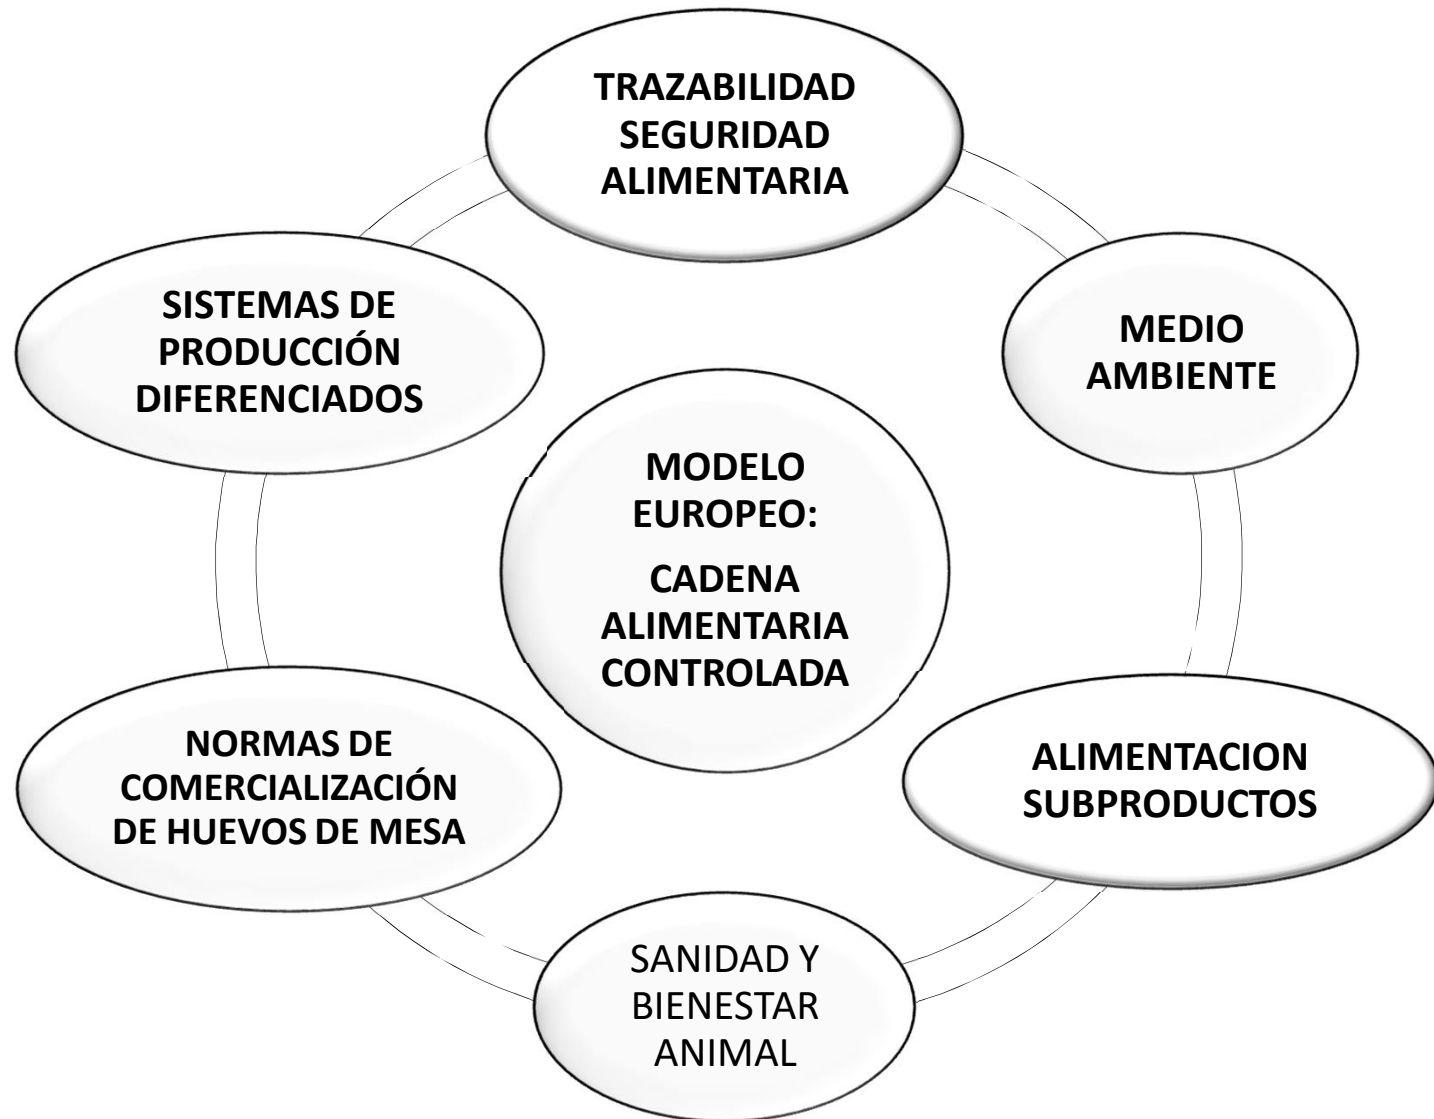 TRAZABILIDAD
SEGURIDAD
ALIMENTARIA
MEDIO
AMBIENTE
ALIMENTACION
SUBPRODUCTOS
SANIDAD Y
BIENESTAR
ANIMAL
NORMAS DE
COMERCIALIZACIÓN
DE HUEVOS DE MESA
SISTEMAS DE
PRODUCCIÓN
DIFERENCIADOS
MODELO
EUROPEO:
CADENA
ALIMENTARIA
CONTROLADA